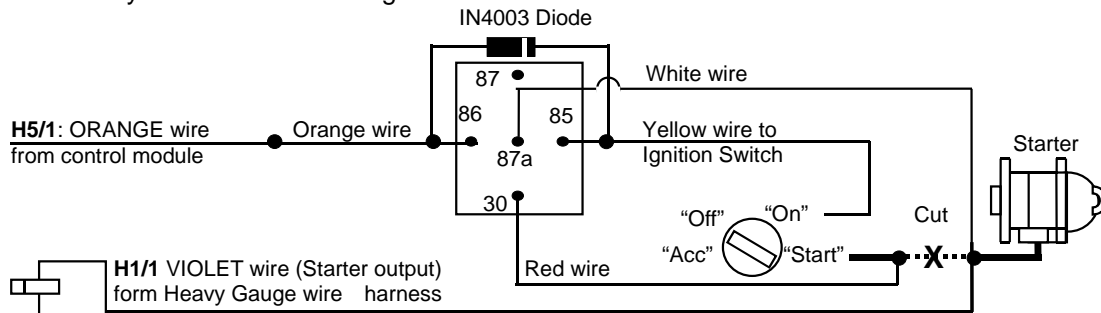 IN4003 Diode
87
White wire
86
85
H5/1: ORANGE wire
from control module
Orange wire
87a
Yellow wire to
Ignition Switch
Starter
30
"Off"
"On"
Cut
"Acc"
"Start"
X
H1/1 VIOLET wire (Starter output)
form Heavy Gauge wire harness
Red wire